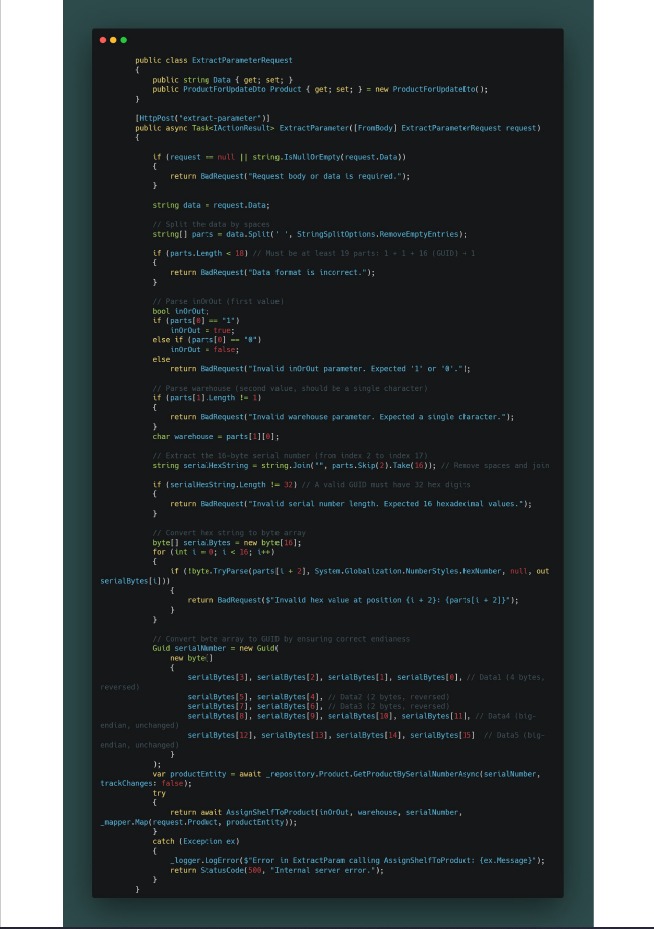 public class ExtractParameterRequest
{
public string Data { get; set; }
public ProductForUpdateDto Product { get; set; } = new ProductForUpdateDto();
}
[HttpPost("extract-parameter")]
public async Task<IActionResult> ExtractParameter([FromBody] ExtractParameterRequest request)
{
if (request == null || string.IsNullOrEmpty(request.Data))
{
return BadRequest("Request body or data is required.");
}
string data = request.Data;
// Split the data by spaces
string[] parts = data.Split(' ', StringSplitOptions.RemoveEmptyEntries);
if (parts.Length < 18) // Must be at least 19 parts: 1 + 1 + 16 (GUID) + 1
{
return BadRequest("Data format is incorrect.");
}
// Parse inOrOut (first value)
bool inOrOut;
if (parts[0] == "1")
inOrOut = true;
else if (parts[0] == "0")
inOrOut = false;
else
return BadRequest("Invalid inOrOut parameter. Expected '1' or '0'.");
// Parse warehouse (second value, should be a single character)
if (parts[1].Length != 1)
{
return BadRequest("Invalid warehouse parameter. Expected a single character.");
}
char warehouse = parts[1][0];
// Extract the 16-byte serial number (from index 2 to index 17)
string serialHexString = string.Join("", parts.Skip(2).Take(16)); // Remove spaces and join
if (serialHexString.Length != 32) // A valid GUID must have 32 hex digits
{
return BadRequest("Invalid serial number length. Expected 16 hexadecimal values.");
}
// Convert hex string to byte array
byte[] serialBytes = new byte[16];
for (int i = 0; i < 16; i++)
{
if (!byte.TryParse(parts[i + 2], System.Globalization.NumberStyles.HexNumber, null, out
serialBytes[i]))
{
return BadRequest($"Invalid hex value at position {i + 2}: {parts[i + 2]}");
}
}
// Convert byte array to GUID by ensuring correct endianess
Guid serialNumber = new Guid(
new byte[]
{
serialBytes[3], serialBytes[2], serialBytes[1], serialBytes[0], // Data1 (4 bytes,
reversed)
serialBytes[5], serialBytes[4], // Data2 (2 bytes, reversed)
serialBytes[7], serialBytes[6], // Data3 (2 bytes, reversed)
serialBytes[8], serialBytes[9], serialBytes[10], serialBytes[11], // Data4 (big-
endian, unchanged)
serialBytes[12], serialBytes[13], serialBytes[14], serialBytes[15] // Data5 (big-
endian, unchanged)
}
);
var productEntity = await _repository.Product.GetProductBySerialNumberAsync(serialNumber,
trackChanges: false);
try
{
return await AssignShelfToProduct(inOrOut, warehouse, serialNumber,
_mapper.Map(request.Product, productEntity));
}
catch (Exception ex)
{
_logger.LogError($"Error in ExtractParam calling AssignShelfToProduct: {ex.Message}");
return StatusCode(500, "Internal server error.");
}
}